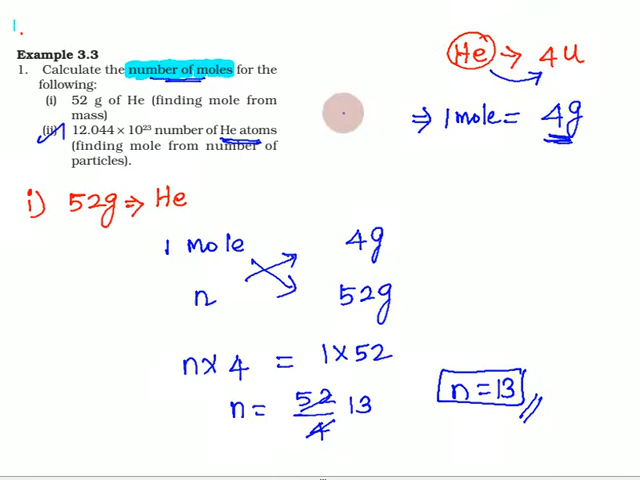 1.
Example 3.3
1. Calculate the number of moles for the
following:
(i) 52 g of He (finding mole from
mass)
(ii) 12.044 × 10²³ number of He atoms
(finding mole from number of
particles).
He → 4u
⇒ 1 mole = 4g
i) 52g ⇒ He
1 mole 4g
n 52g
n × 4 = 1 × 52
n = 52/4 13
n = 13